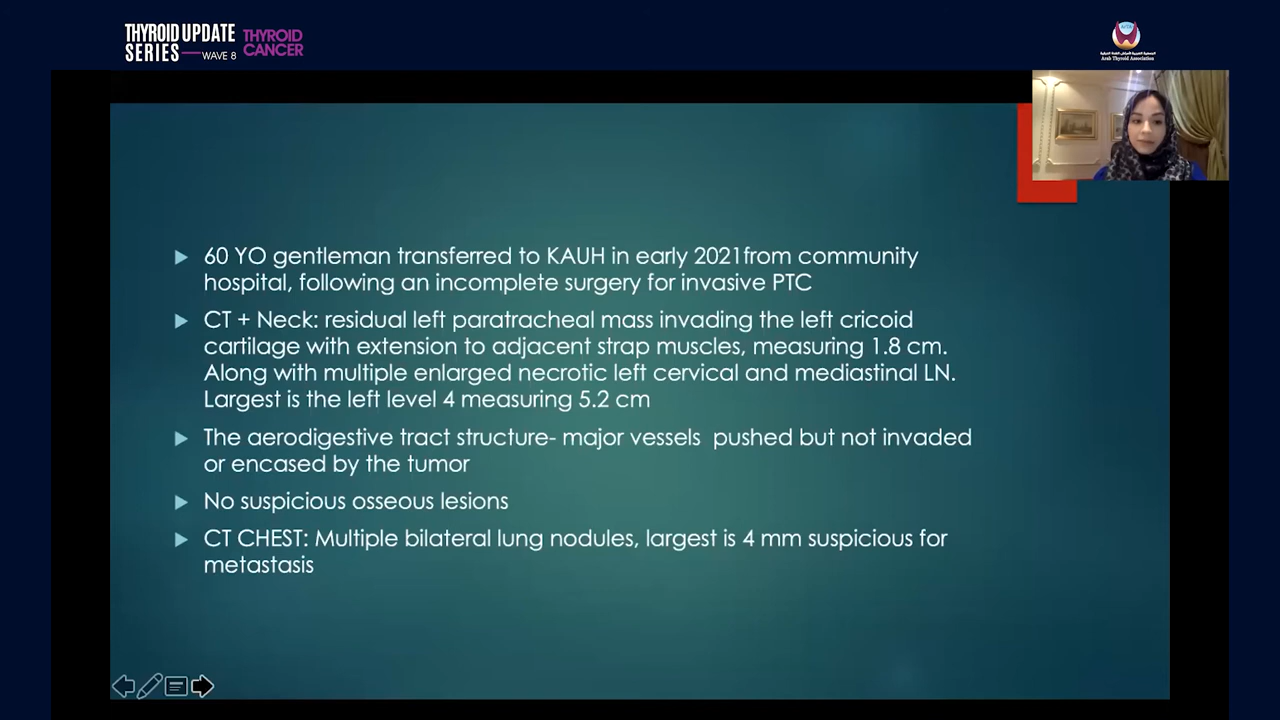 THYROID UPDATE
SERIES — WAVE 8
THYROID
CANCER
Arab Thyroid Association
60 YO gentleman transferred to KAUH in early 2021from community
hospital, following an incomplete surgery for invasive PTC
CT + Neck: residual left paratracheal mass invading the left cricoid
cartilage with extension to adjacent strap muscles, measuring 1.8 cm.
Along with multiple enlarged necrotic left cervical and mediastinal LN.
Largest is the left level 4 measuring 5.2 cm
The aerodigestive tract structure- major vessels pushed but not invaded
or encased by the tumor
No suspicious osseous lesions
CT CHEST: Multiple bilateral lung nodules, largest is 4 mm suspicious for
metastasis